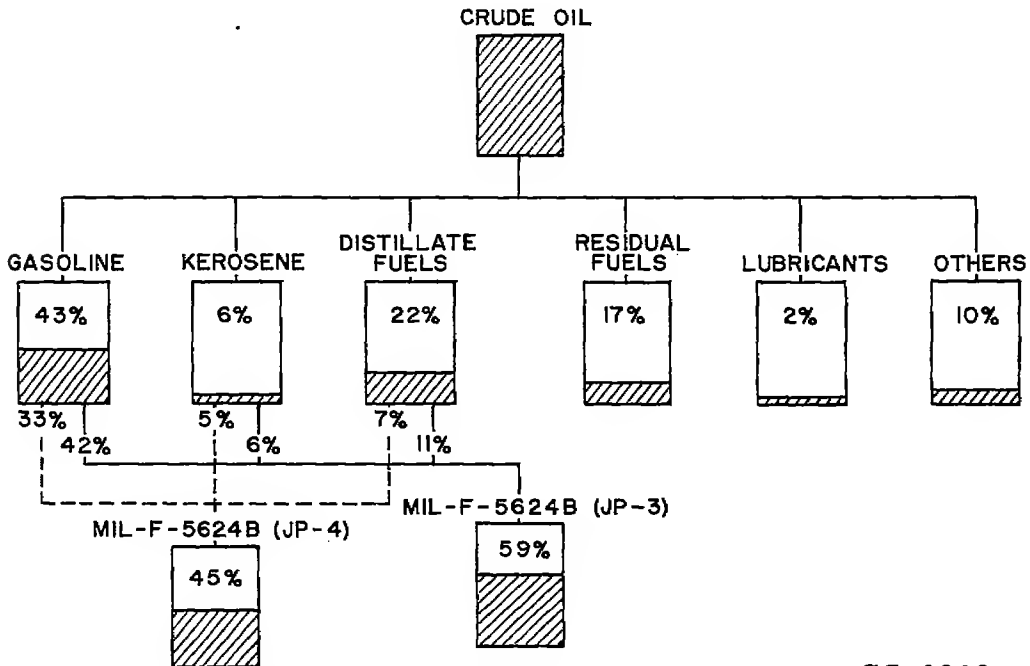 CRUDE OIL
GASOLINE
KEROSENE
DISTILLATE
FUELS
RESIDUAL
FUELS
LUBRICANTS
OTHERS
43%
6%
22%
17%
2%
10%
33%
42%
5%
6%
7%
11%
MIL-F-5624B (JP-4)
MIL-F-5624B (JP-3)
45%
59%